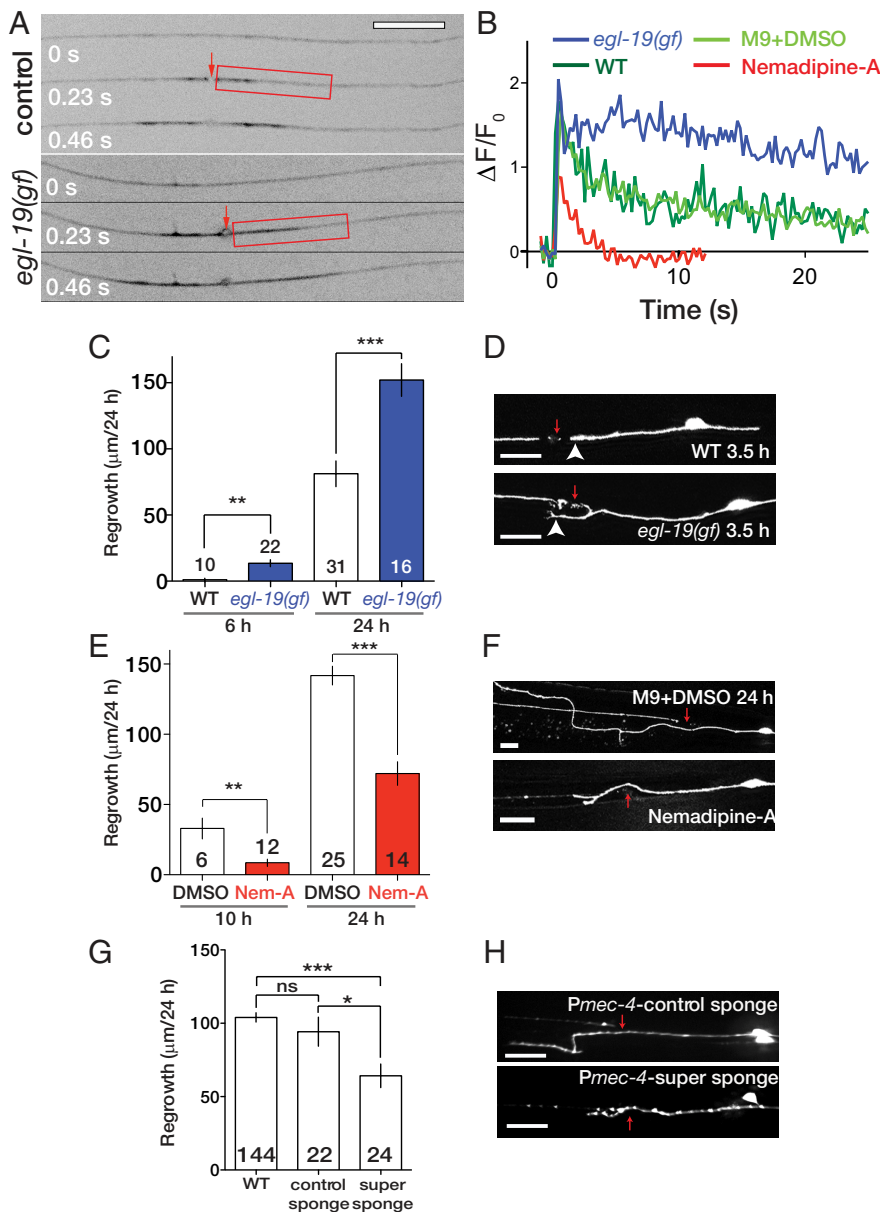 A
control
0 s
0.23 s
0.46 s
egl-19(gf)
0 s
0.23 s
0.46 s
B
egl-19(gf)
M9+DMSO
WT
Nemadipine-A
ΔF/F0
2
1
0
0
10
20
Time (s)
C
Regrowth (μm/24 h)
150
100
50
0
**
***
10
22
31
16
WT
egl-19(gf)
WT
egl-19(gf)
6 h
24 h
D
WT 3.5 h
egl-19(gf) 3.5 h
E
Regrowth (μm/24 h)
150
100
50
0
**
***
6
12
25
14
DMSO
Nem-A
DMSO
Nem-A
10 h
24 h
F
M9+DMSO 24 h
Nemadipine-A
G
Regrowth (μm/24 h)
150
100
50
0
***
ns
*
144
22
24
WT
control
sponge
super
sponge
H
Pmec-4-control sponge
Pmec-4-super sponge